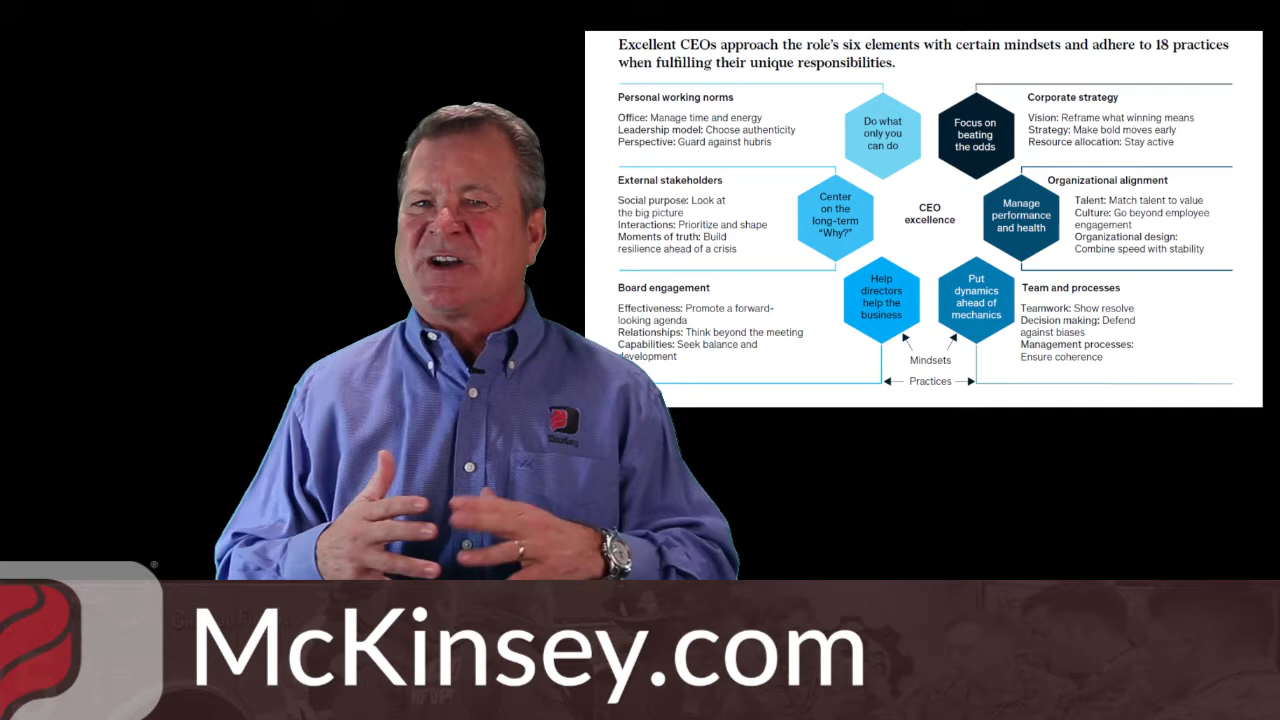 Excellent CEOs approach the role's six elements with certain mindsets and adhere to 18 practices
when fulfilling their unique responsibilities.
Personal working norms
Office: Manage time and energy
Leadership model: Choose authenticity
Perspective: Guard against hubris
Do what
only you
can do
Focus on
beating
the odds
Corporate strategy
Vision: Reframe what winning means
Strategy: Make bold moves early
Resource allocation: Stay active
External stakeholders
Social purpose: Look at
the big picture
Interactions: Prioritize and shape
Moments of truth: Build
resilience ahead of a crisis
Center
on the
long-term
“Why?”
CEO
excellence
Manage
performance
and health
Organizational alignment
Talent: Match talent to value
Culture: Go beyond employee
engagement
Organizational design:
Combine speed with stability
Board engagement
Effectiveness: Promote a forward-
looking agenda
Relationships: Think beyond the meeting
Capabilities: Seek balance and
development
Help
directors
help the
business
Put
dynamics
ahead of
mechanics
Team and processes
Teamwork: Show resolve
Decision making: Defend
against biases
Management processes:
Ensure coherence
Mindsets
Practices
McKinsey.com